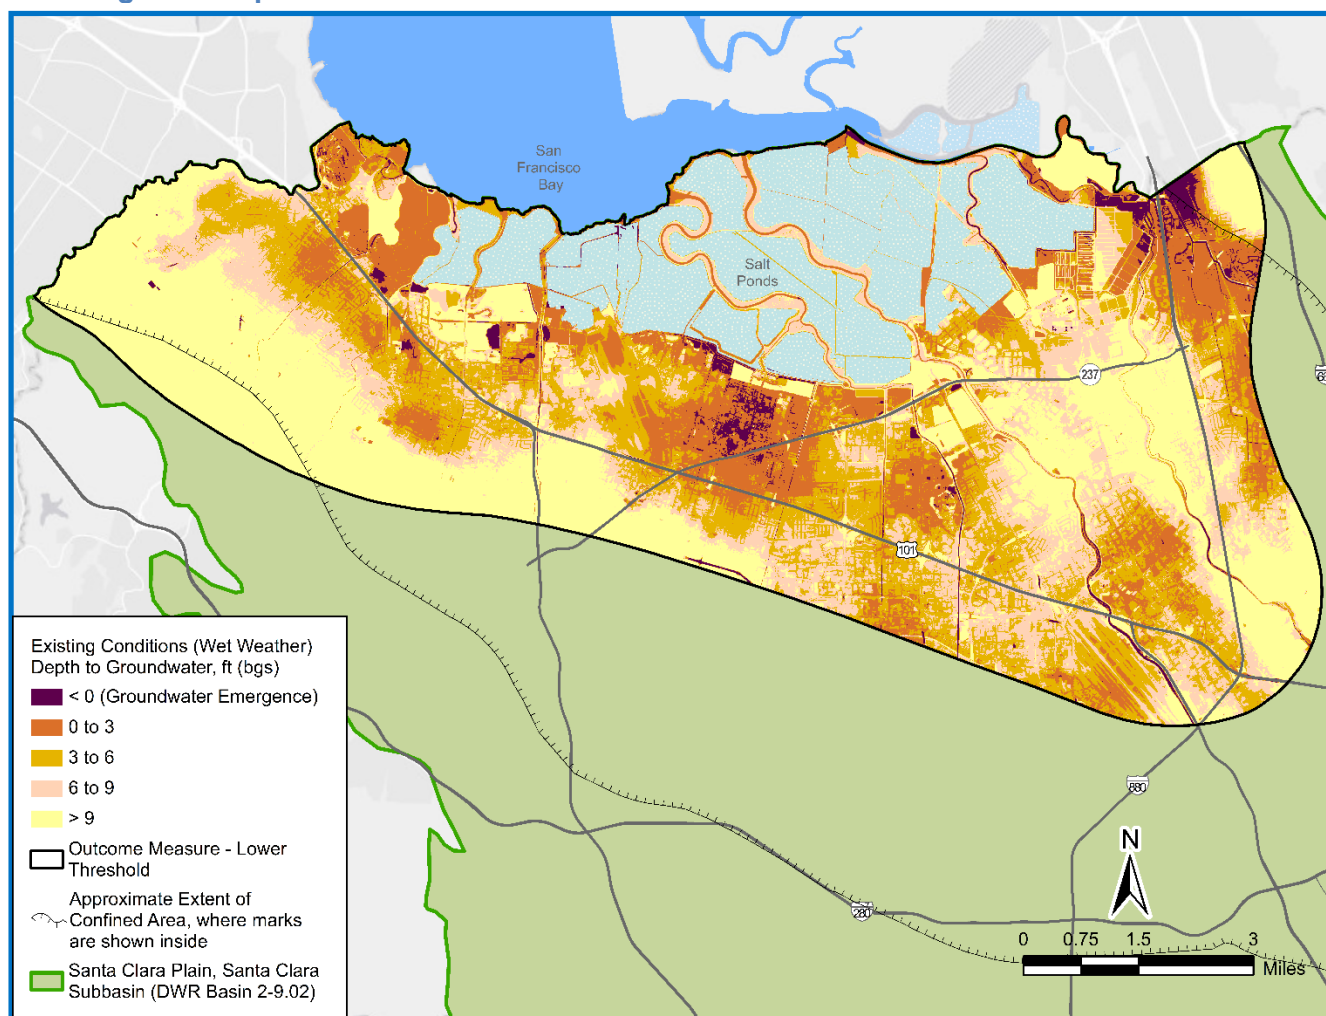 San
Francisco
Bay
Salt
Ponds
237
101
880
280
Existing Conditions (Wet Weather)
Depth to Groundwater, ft (bgs)
< 0 (Groundwater Emergence)
0 to 3
3 to 6
6 to 9
> 9
Outcome Measure - Lower
Threshold
Approximate Extent of
Confined Area, where marks
are shown inside
Santa Clara Plain, Santa Clara
Subbasin (DWR Basin 2-9.02)
N
0 0.75 1.5 3
Miles